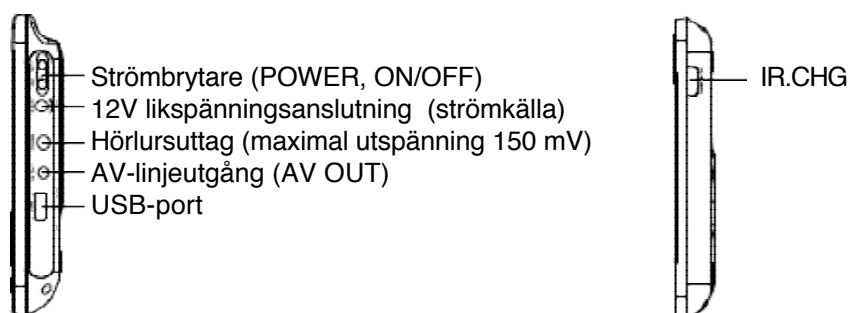 Strömbrytare (POWER, ON/OFF)
12V likspänningsanslutning (strömkälla)
Hörlursuttag (maximal utspänning 150 mV)
AV-linjeutgång (AV OUT)
USB-port
IR.CHG